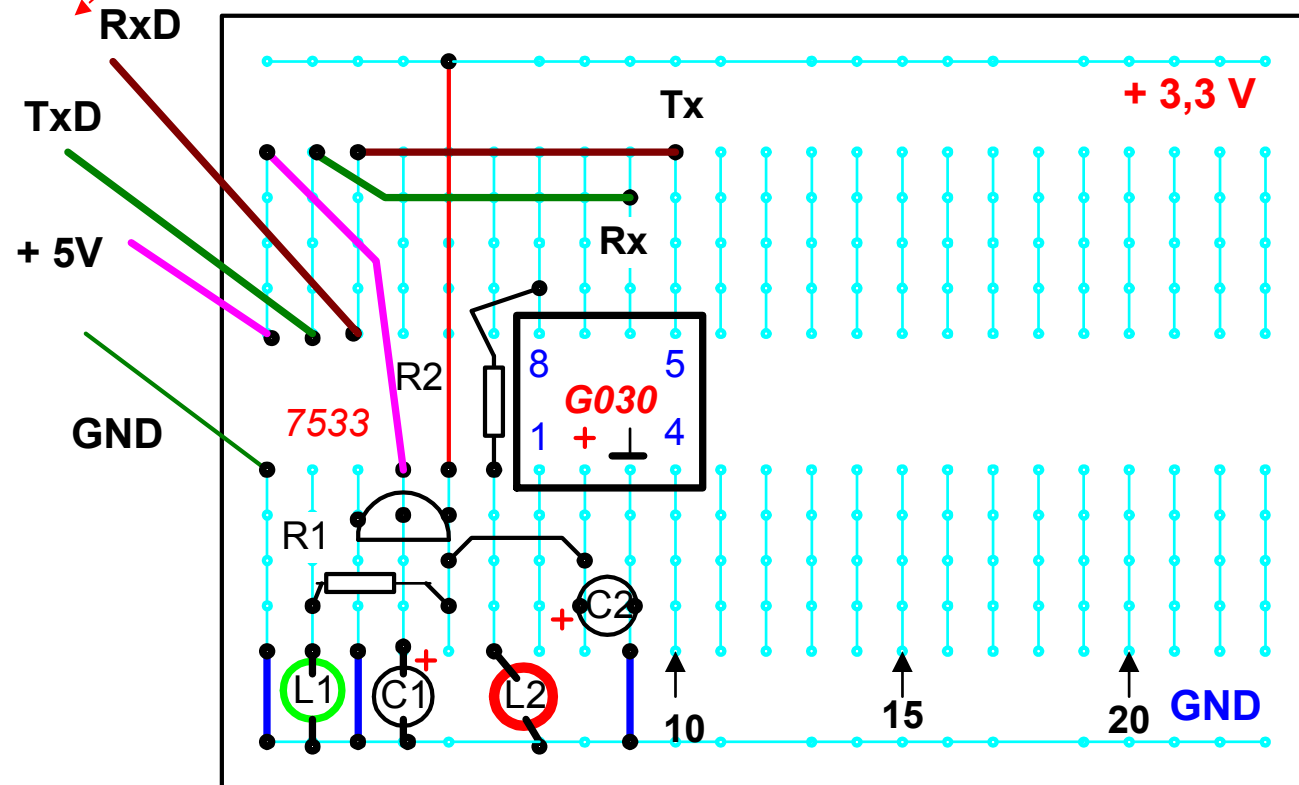 RxD
+ 3,3 V
Tx
TxD
Rx
+ 5V
8
5
R2
G030
7533
GND
1
+
4
R1
C2
+
+
L1
C1
L2
GND
15
20
10